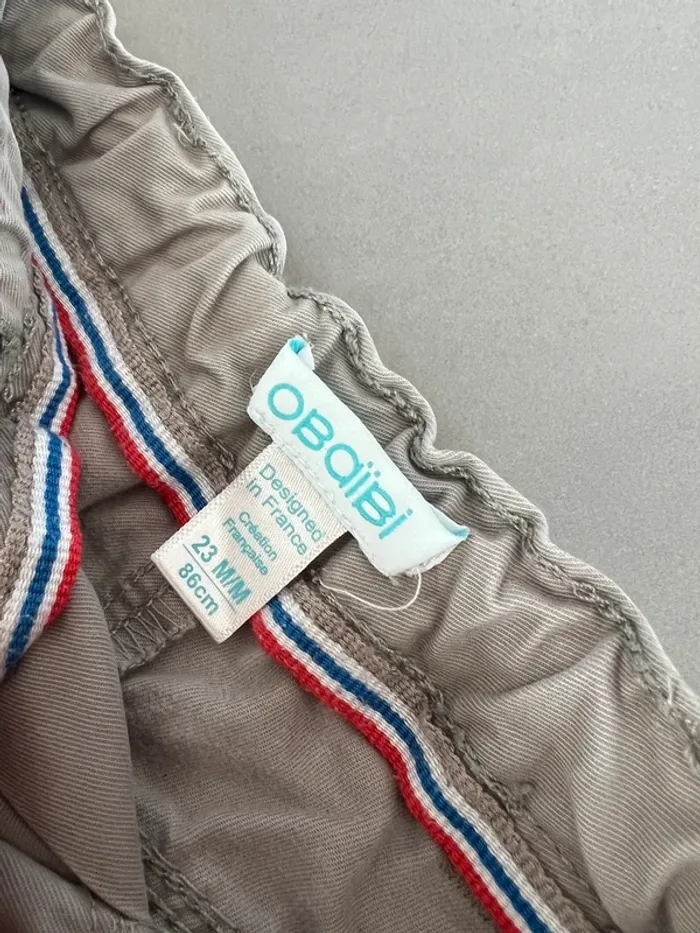 obaïbi
Designed
in France
Création
Française
23 M/M
86cm